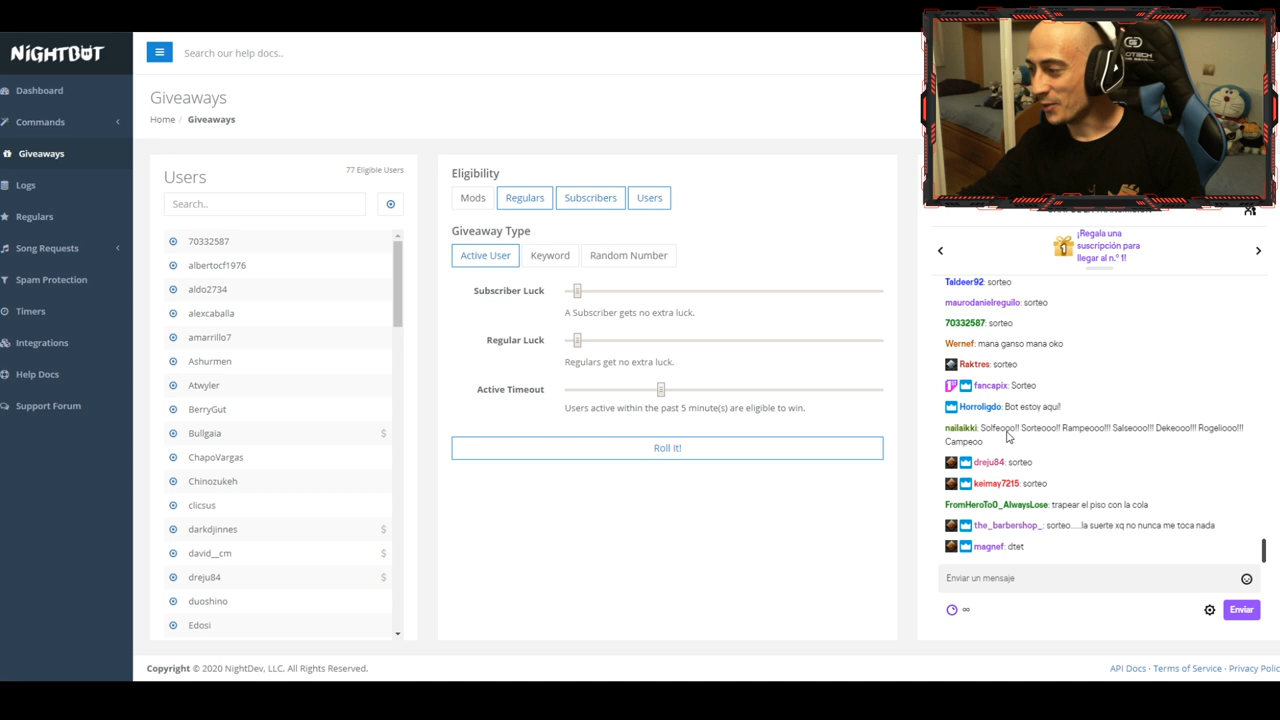 NIGHTBOT
Search our help docs..
Dashboard
Commands
Giveaways
Logs
Regulars
Song Requests
Spam Protection
Timers
Integrations
Help Docs
Support Forum
Giveaways
Home / Giveaways
Users
77 Eligible Users
Search..
70332587
albertocf1976
aldo2734
alexcaballa
amarrillo7
Ashurmen
Atwyler
BerryGut
Bullgaia $
ChapoVargas
Chinozukeh
clicsus
darkdjinnes $
david__cm $
dreju84 $
duoshino
Edosi
Eligibility
Mods Regulars Subscribers Users
Giveaway Type
Active User Keyword Random Number
Subscriber Luck
A Subscriber gets no extra luck.
Regular Luck
Regulars get no extra luck.
Active Timeout
Users active within the past 5 minute(s) are eligible to win.
Roll It!
¡Regala una
suscripción para
llegar al n.º 1!
Taldeer92: sorteo
maurodanielreguilo: sorteo
70332587: sorteo
Wernef: mana ganso mana oko
Raktres: sorteo
fancapix: Sorteo
Horroligdo: Bot estoy aqui!
nailaikki: Solfeooo!! Sorteooo!! Rampeooo!!! Salseooo!!! Dekeooo!!! Rogeliooo!!!
Campeoo
dreju84: sorteo
keimay7215: sorteo
FromHeroTo0_AlwaysLose: trapear el piso con la cola
the_barbershop_: sorteo......la suerte xq no nunca me toca nada
magnef: dtet
Enviar un mensaje
∞
Enviar
Copyright © 2020 NightDev, LLC. All Rights Reserved.
API Docs · Terms of Service · Privacy Polic